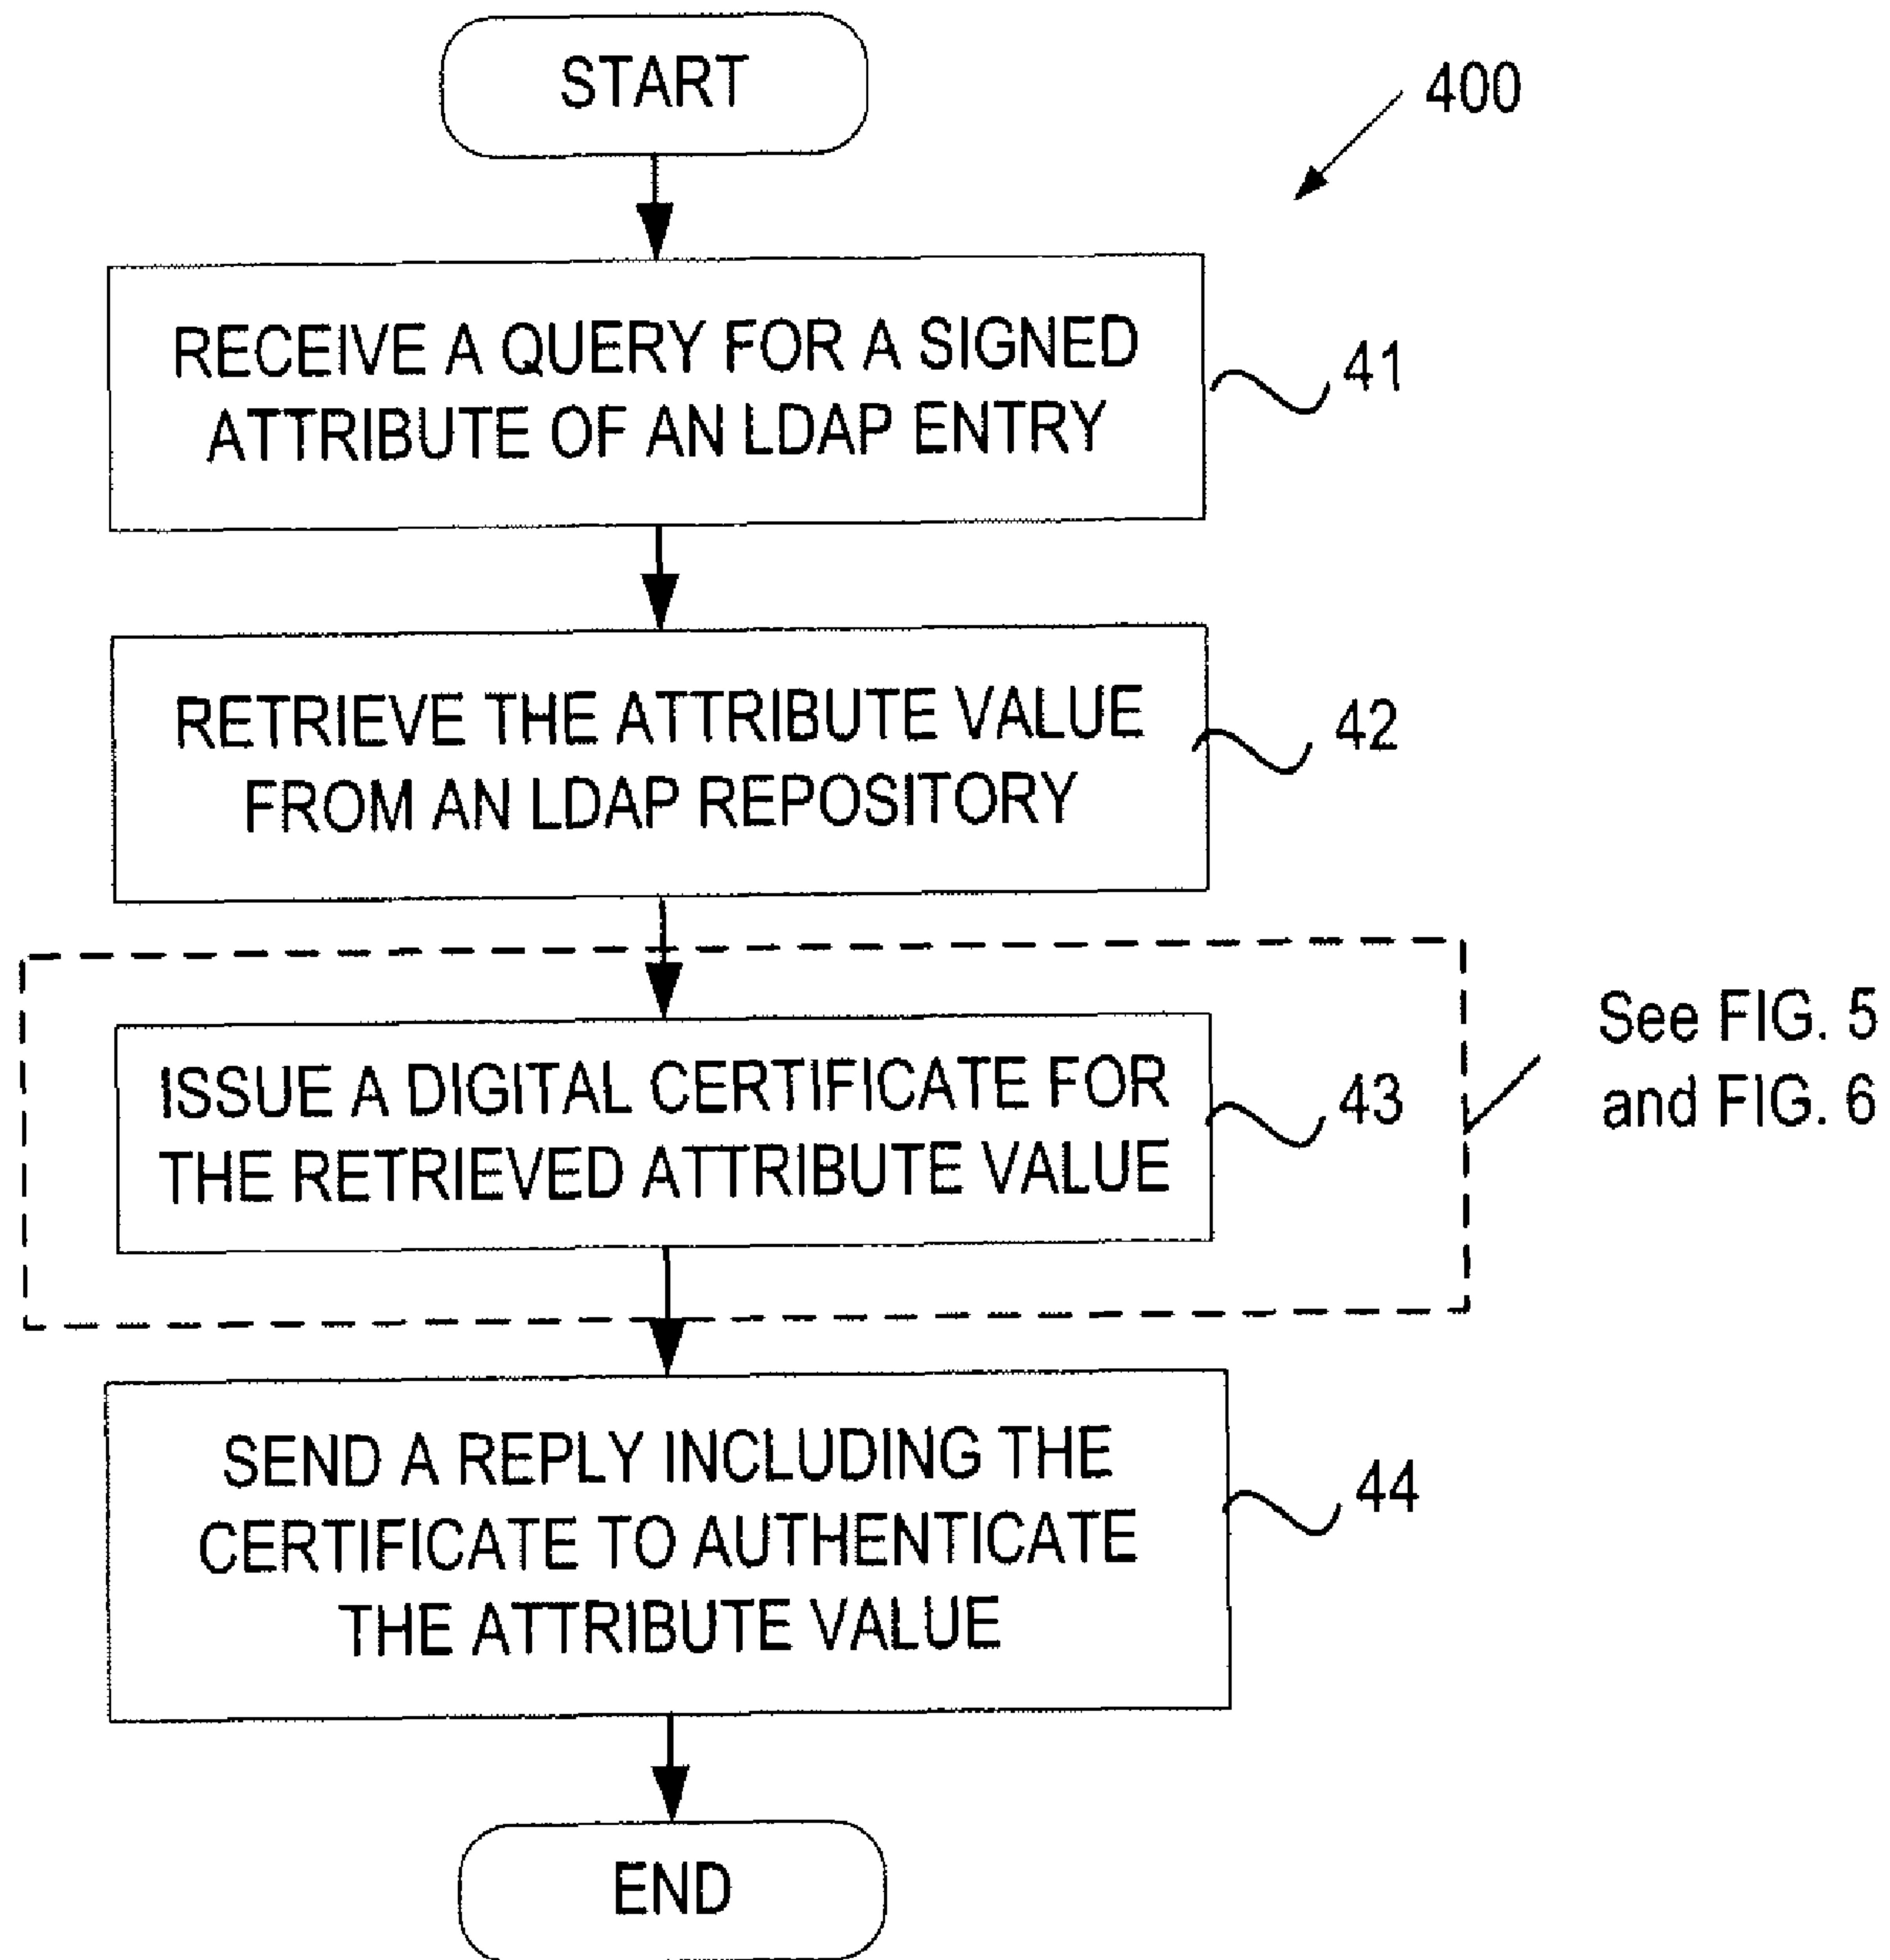 START
400
RECEIVE A QUERY FOR A SIGNED
ATTRIBUTE OF AN LDAP ENTRY
41
RETRIEVE THE ATTRIBUTE VALUE
FROM AN LDAP REPOSITORY
42
ISSUE A DIGITAL CERTIFICATE FOR
THE RETRIEVED ATTRIBUTE VALUE
43
See FIG. 5
and FIG. 6
SEND A REPLY INCLUDING THE
CERTIFICATE TO AUTHENTICATE
THE ATTRIBUTE VALUE
44
END